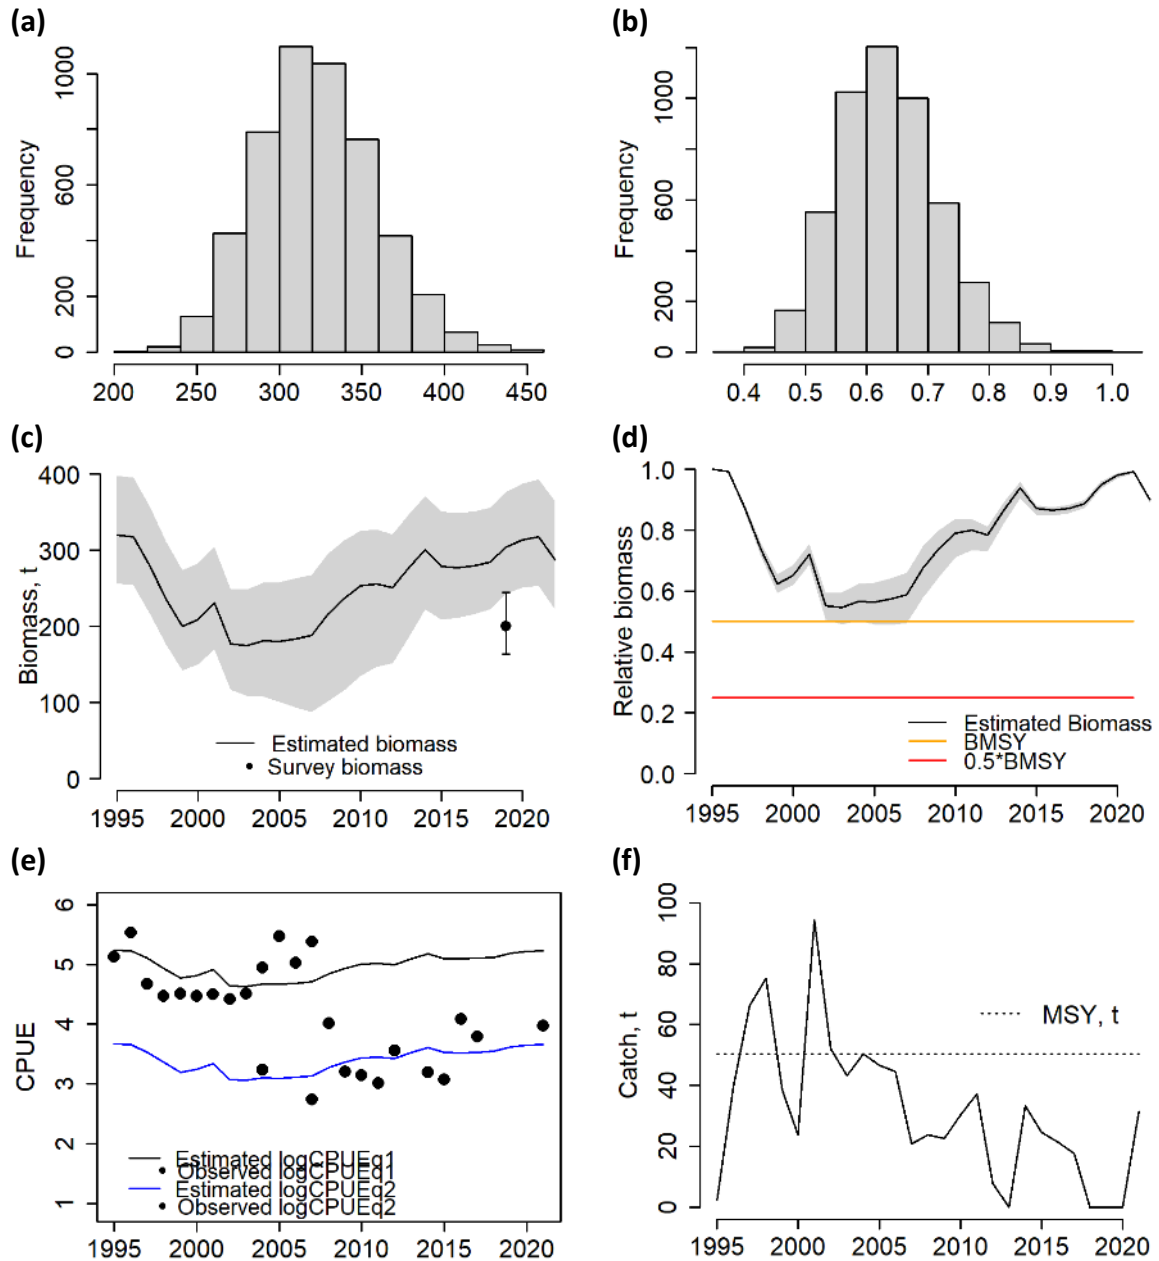 (a)
Frequency
0 200 600 1000
200 250 300 350 400 450
(b)
Frequency
0 200 600 1000
0.4 0.5 0.6 0.7 0.8 0.9 1.0
(c)
Biomass, t
0 100 200 300 400
Estimated biomass
Survey biomass
1995 2000 2005 2010 2015 2020
(d)
Relative biomass
0.0 0.2 0.4 0.6 0.8 1.0
Estimated Biomass
BMSY
0.5*BMSY
1995 2000 2005 2010 2015 2020
(e)
CPUE
1 2 3 4 5 6
Estimated logCPUEq1
Observed logCPUEq1
Estimated logCPUEq2
Observed logCPUEq2
1995 2000 2005 2010 2015 2020
(f)
Catch, t
0 20 40 60 80 100
MSY, t
1995 2000 2005 2010 2015 2020